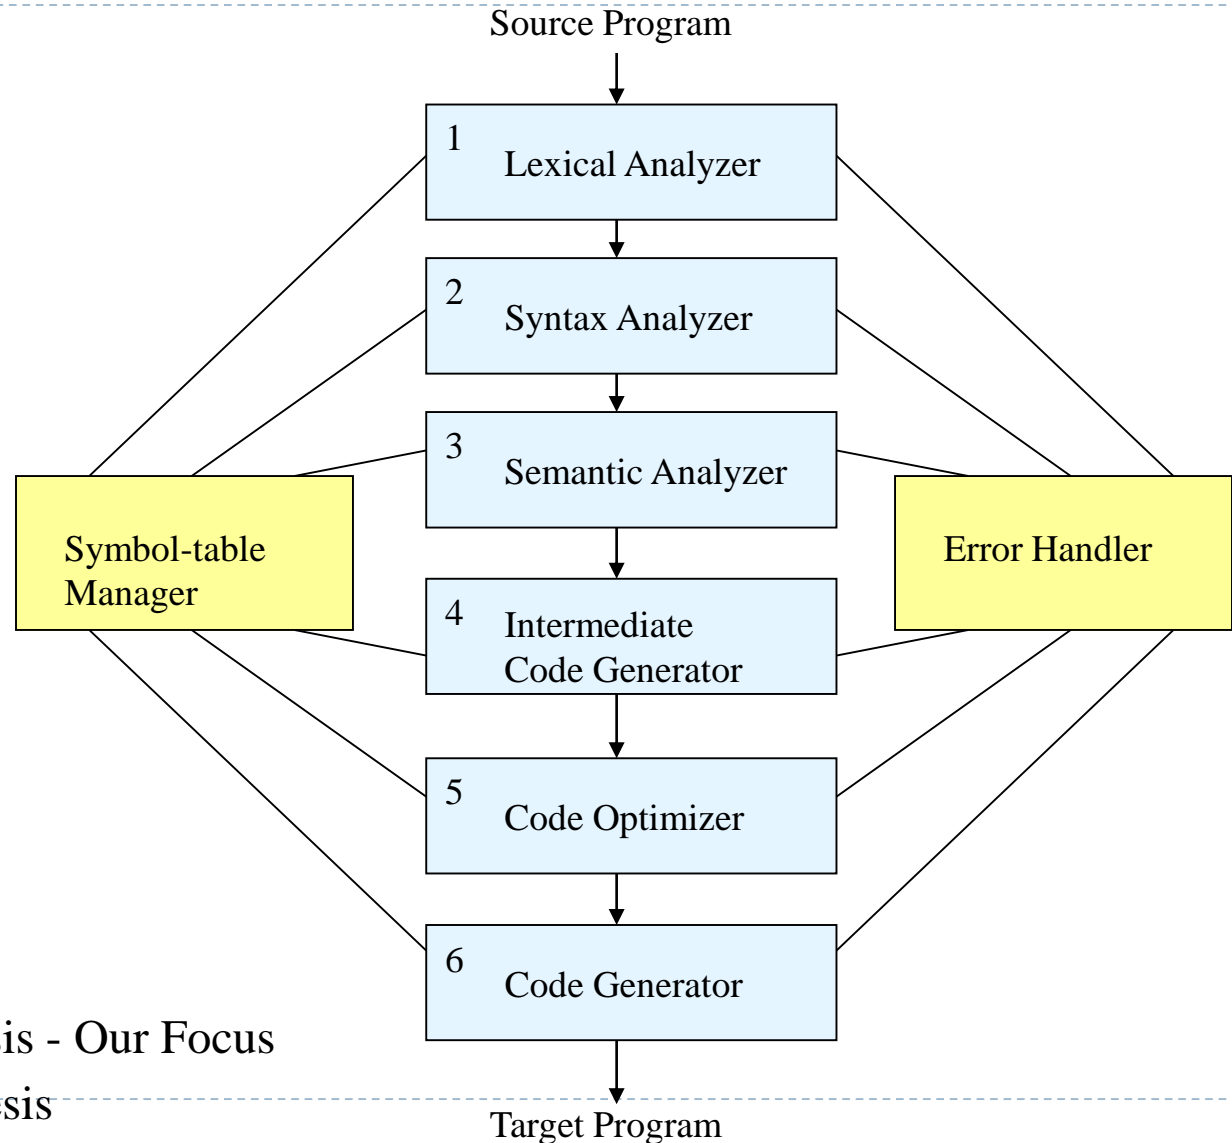 Source Program
1
Lexical Analyzer
2
Syntax Analyzer
3
Semantic Analyzer
Symbol-table
Manager
Error Handler
4
Intermediate
Code Generator
5
Code Optimizer
6
Code Generator
- Our Focus
Target Program